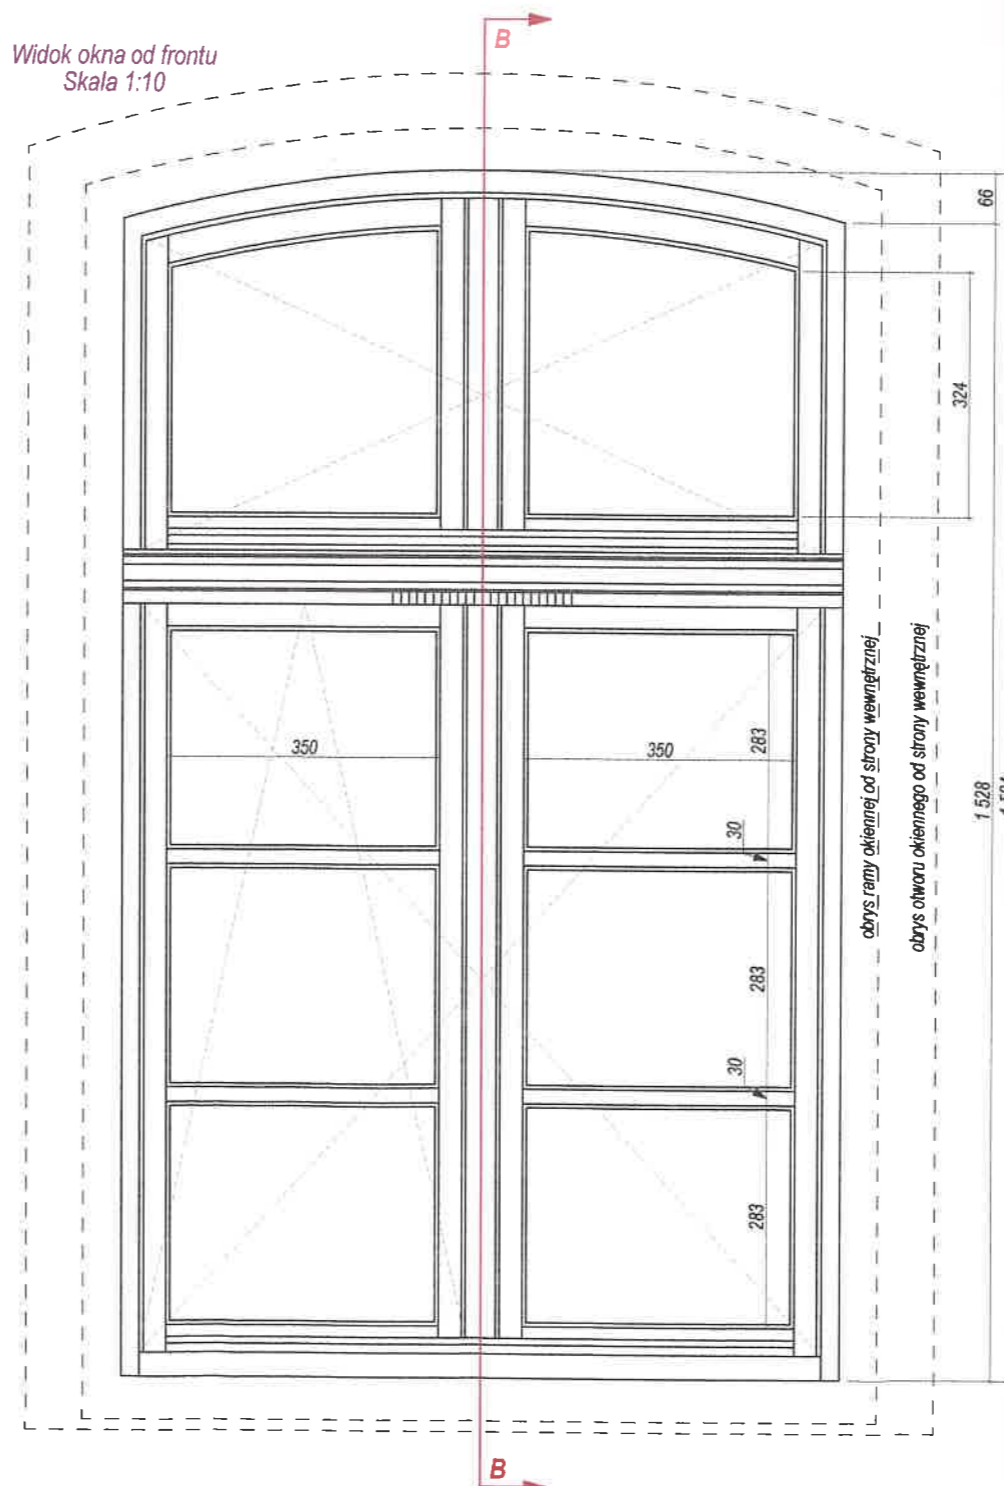 B
Widok okna od frontu
Skala 1:10
66
324
obrys ramy okiennej od strony wewnętrznej
obrys otworu okiennego od strony wewnętrznej
350
350
283
1 528
30
283
30
283
B